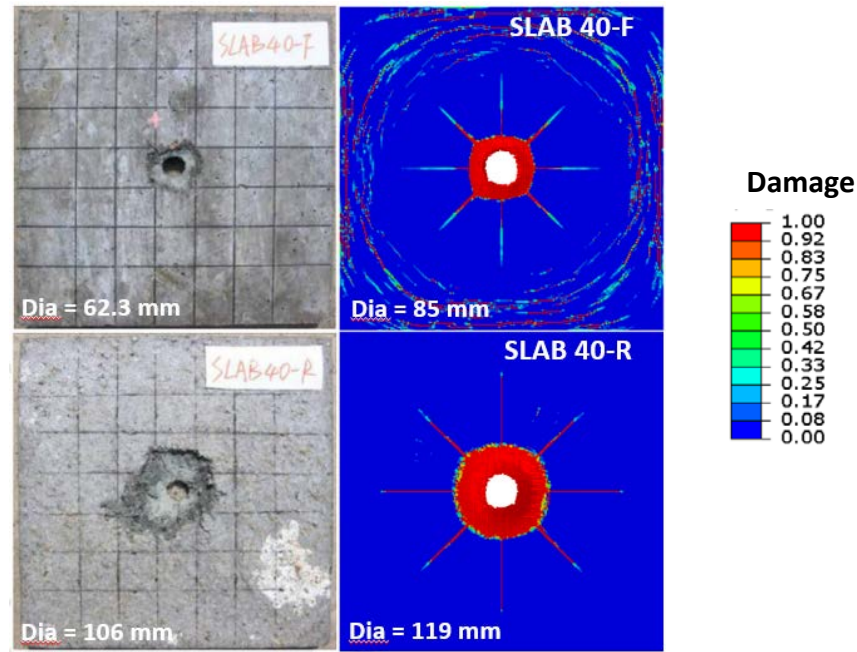 SLAB40-F
Dia = 62.3 mm
SLAB 40-F
Dia = 85 mm
SLAB40-R
Dia = 106 mm
SLAB 40-R
Dia = 119 mm
Damage
1.00
0.92
0.83
0.75
0.67
0.58
0.50
0.42
0.33
0.25
0.17
0.08
0.00